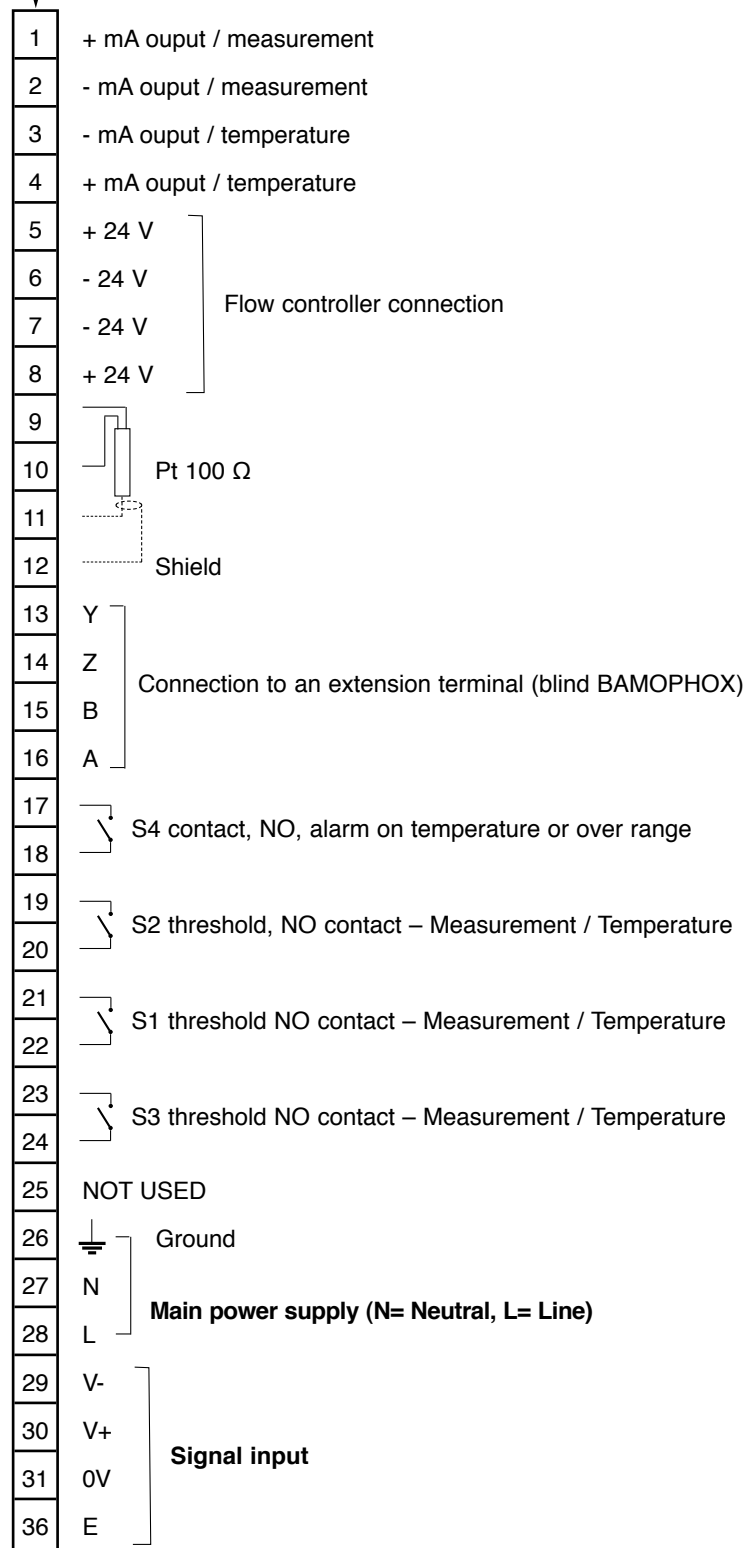 1 + mA ouput / measurement
2 - mA ouput / measurement
3 - mA ouput / temperature
4 + mA ouput / temperature
5 + 24 V
6 - 24 V
Flow controller connection
7 - 24 V
8 + 24 V
9
10 Pt 100 Ω
11
12 Shield
13 Y
14 Z
Connection to an extension terminal (blind BAMOPHOX)
15 B
16 A
17
S4 contact, NO, alarm on temperature or over range
18
19
S2 threshold, NO contact – Measurement / Temperature
20
21
S1 threshold NO contact – Measurement / Temperature
22
23
S3 threshold NO contact – Measurement / Temperature
24
25 NOT USED
26 Ground
27 N
Main power supply (N= Neutral, L= Line)
28 L
29 V-
30 V+
Signal input
31 0V
36 E